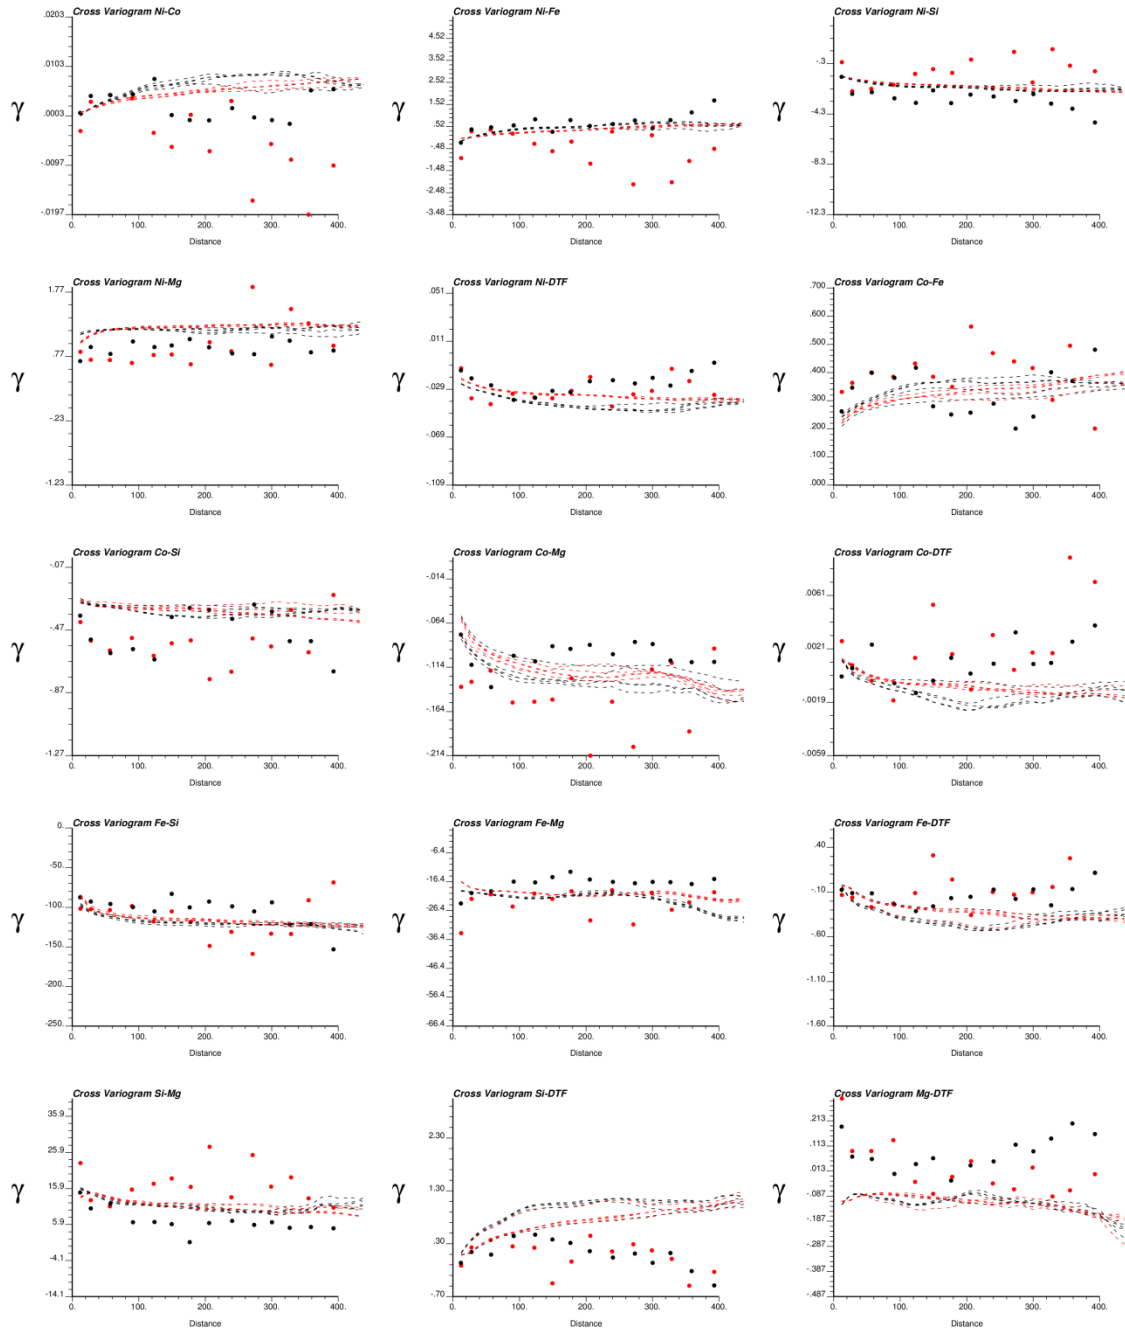 Cross Variogram Ni-Co
.0203
.0103
.0003
-.0097
-.0197
γ
0. 100. 200. 300. 400.
Distance
Cross Variogram Ni-Fe
4.52
3.52
2.52
1.52
.52
-.48
-1.48
-2.48
-3.48
γ
0. 100. 200. 300. 400.
Distance
Cross Variogram Ni-Si
-.3
-4.3
-8.3
-12.3
γ
0. 100. 200. 300. 400.
Distance
Cross Variogram Ni-Mg
1.77
.77
-.23
-1.23
γ
0. 100. 200. 300. 400.
Distance
Cross Variogram Ni-DTF
.051
.011
-.029
-.069
-.109
γ
0. 100. 200. 300. 400.
Distance
Cross Variogram Co-Fe
.700
.600
.500
.400
.300
.200
.100
.000
γ
0. 100. 200. 300. 400.
Distance
Cross Variogram Co-Si
-.07
-.47
-.87
-1.27
γ
0. 100. 200. 300. 400.
Distance
Cross Variogram Co-Mg
-.014
-.064
-.114
-.164
-.214
γ
0. 100. 200. 300. 400.
Distance
Cross Variogram Co-DTF
.0061
.0021
-.0019
-.0059
γ
0. 100. 200. 300. 400.
Distance
Cross Variogram Fe-Si
0.
-50.
-100.
-150.
-200.
-250.
γ
0. 100. 200. 300. 400.
Distance
Cross Variogram Fe-Mg
-6.4
-16.4
-26.4
-36.4
-46.4
-56.4
-66.4
γ
0. 100. 200. 300. 400.
Distance
Cross Variogram Fe-DTF
.40
-.10
-.60
-1.10
-1.60
γ
0. 100. 200. 300. 400.
Distance
Cross Variogram Si-Mg
35.9
25.9
15.9
5.9
-4.1
-14.1
γ
0. 100. 200. 300. 400.
Distance
Cross Variogram Si-DTF
2.30
1.30
.30
-.70
γ
0. 100. 200. 300. 400.
Distance
Cross Variogram Mg-DTF
.213
.113
.013
-.087
-.187
-.287
-.387
-.487
γ
0. 100. 200. 300. 400.
Distance